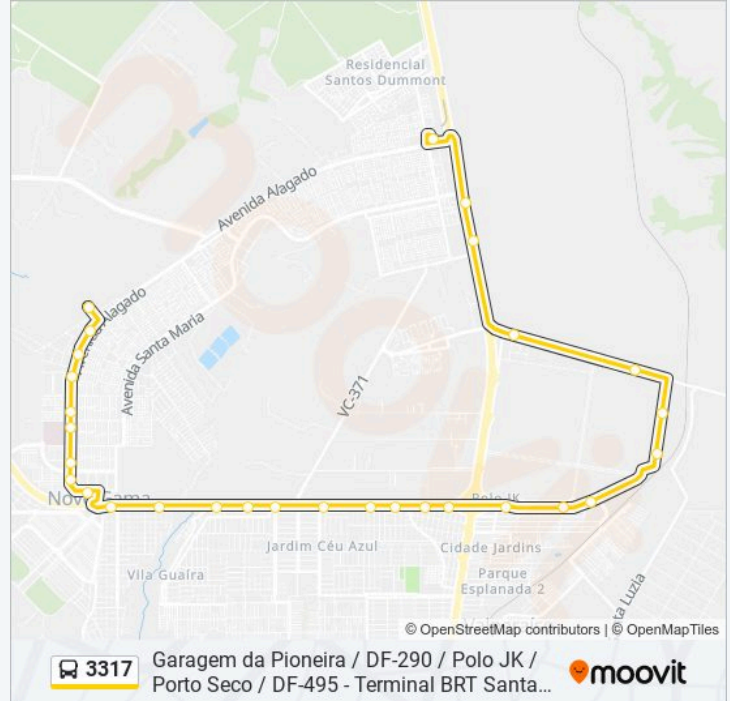 Residencial
Santos Dummont
Avenida Alagado
Alagado
Avenida Santa Maria
VC-371
Novo Gama
Polo JK
Jardim Céu Azul
Cidade Jardins
Vila Guaíra
Parque
Esplanada 2
© OpenStreetMap contributors | © OpenMapTiles
3317
Garagem da Pioneira / DF-290 / Polo JK /
Porto Seco / DF-495 - Terminal BRT Santa...
moovit